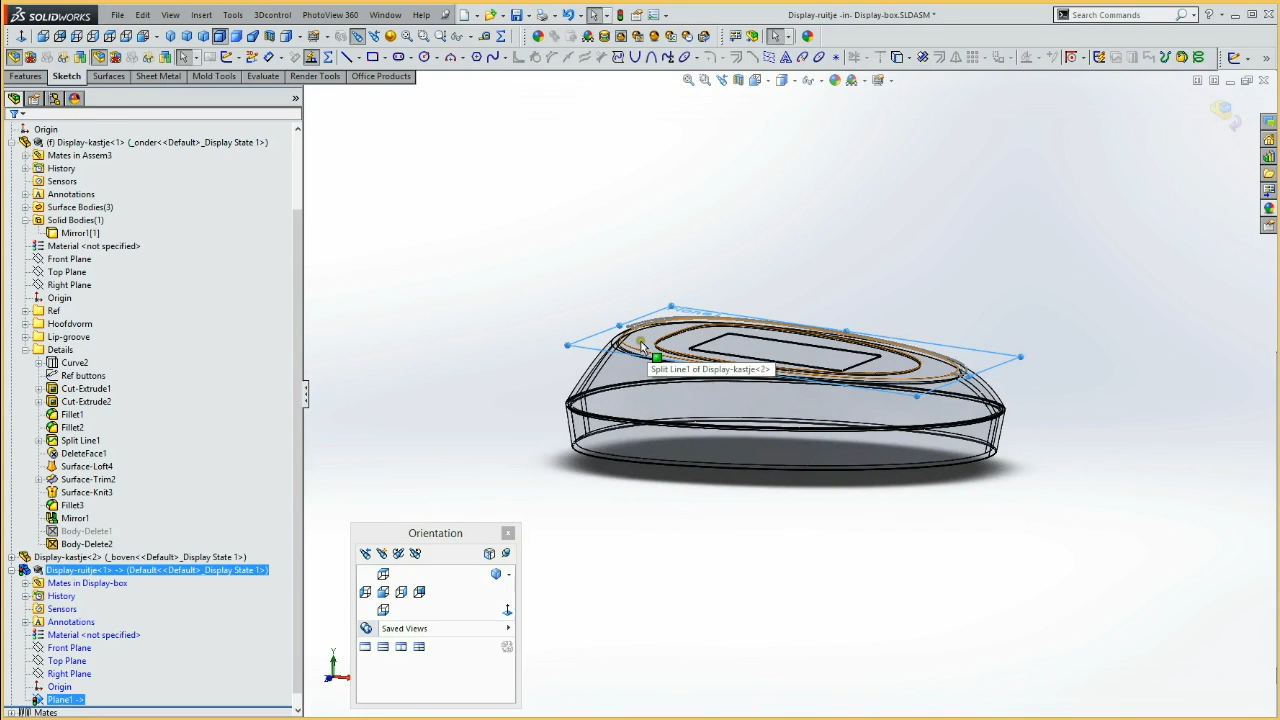 SOLIDWORKS
File Edit View Insert Tools 3Dcontrol PhotoView 360 Window Help
Display-ruitje -in- Display-box.SLDASM *
Search Commands
Features Sketch Surfaces Sheet Metal Mold Tools Evaluate Render Tools Office Products
Origin
(f) Display-kastje<1> (_onder<<Default>_Display State 1>)
Mates in Assem3
History
Sensors
Annotations
Surface Bodies(3)
Solid Bodies(1)
Mirror1[1]
Material <not specified>
Front Plane
Top Plane
Right Plane
Origin
Ref
Hoofdvorm
Lip-groove
Details
Curve2
Ref buttons
Cut-Extrude1
Cut-Extrude2
Fillet1
Fillet2
Split Line1
DeleteFace1
Surface-Loft4
Surface-Trim2
Surface-Knit3
Fillet3
Mirror1
Body-Delete1
Body-Delete2
Display-kastje<2> (_boven<<Default>_Display State 1>)
Display-ruitje<1> -> (Default<<Default>_Display State 1>)
Mates in Display-box
History
Sensors
Annotations
Material <not specified>
Front Plane
Top Plane
Right Plane
Origin
Plane1 ->
Mates
Split Line1 of Display-kastje<2>
Orientation
Saved Views
Y